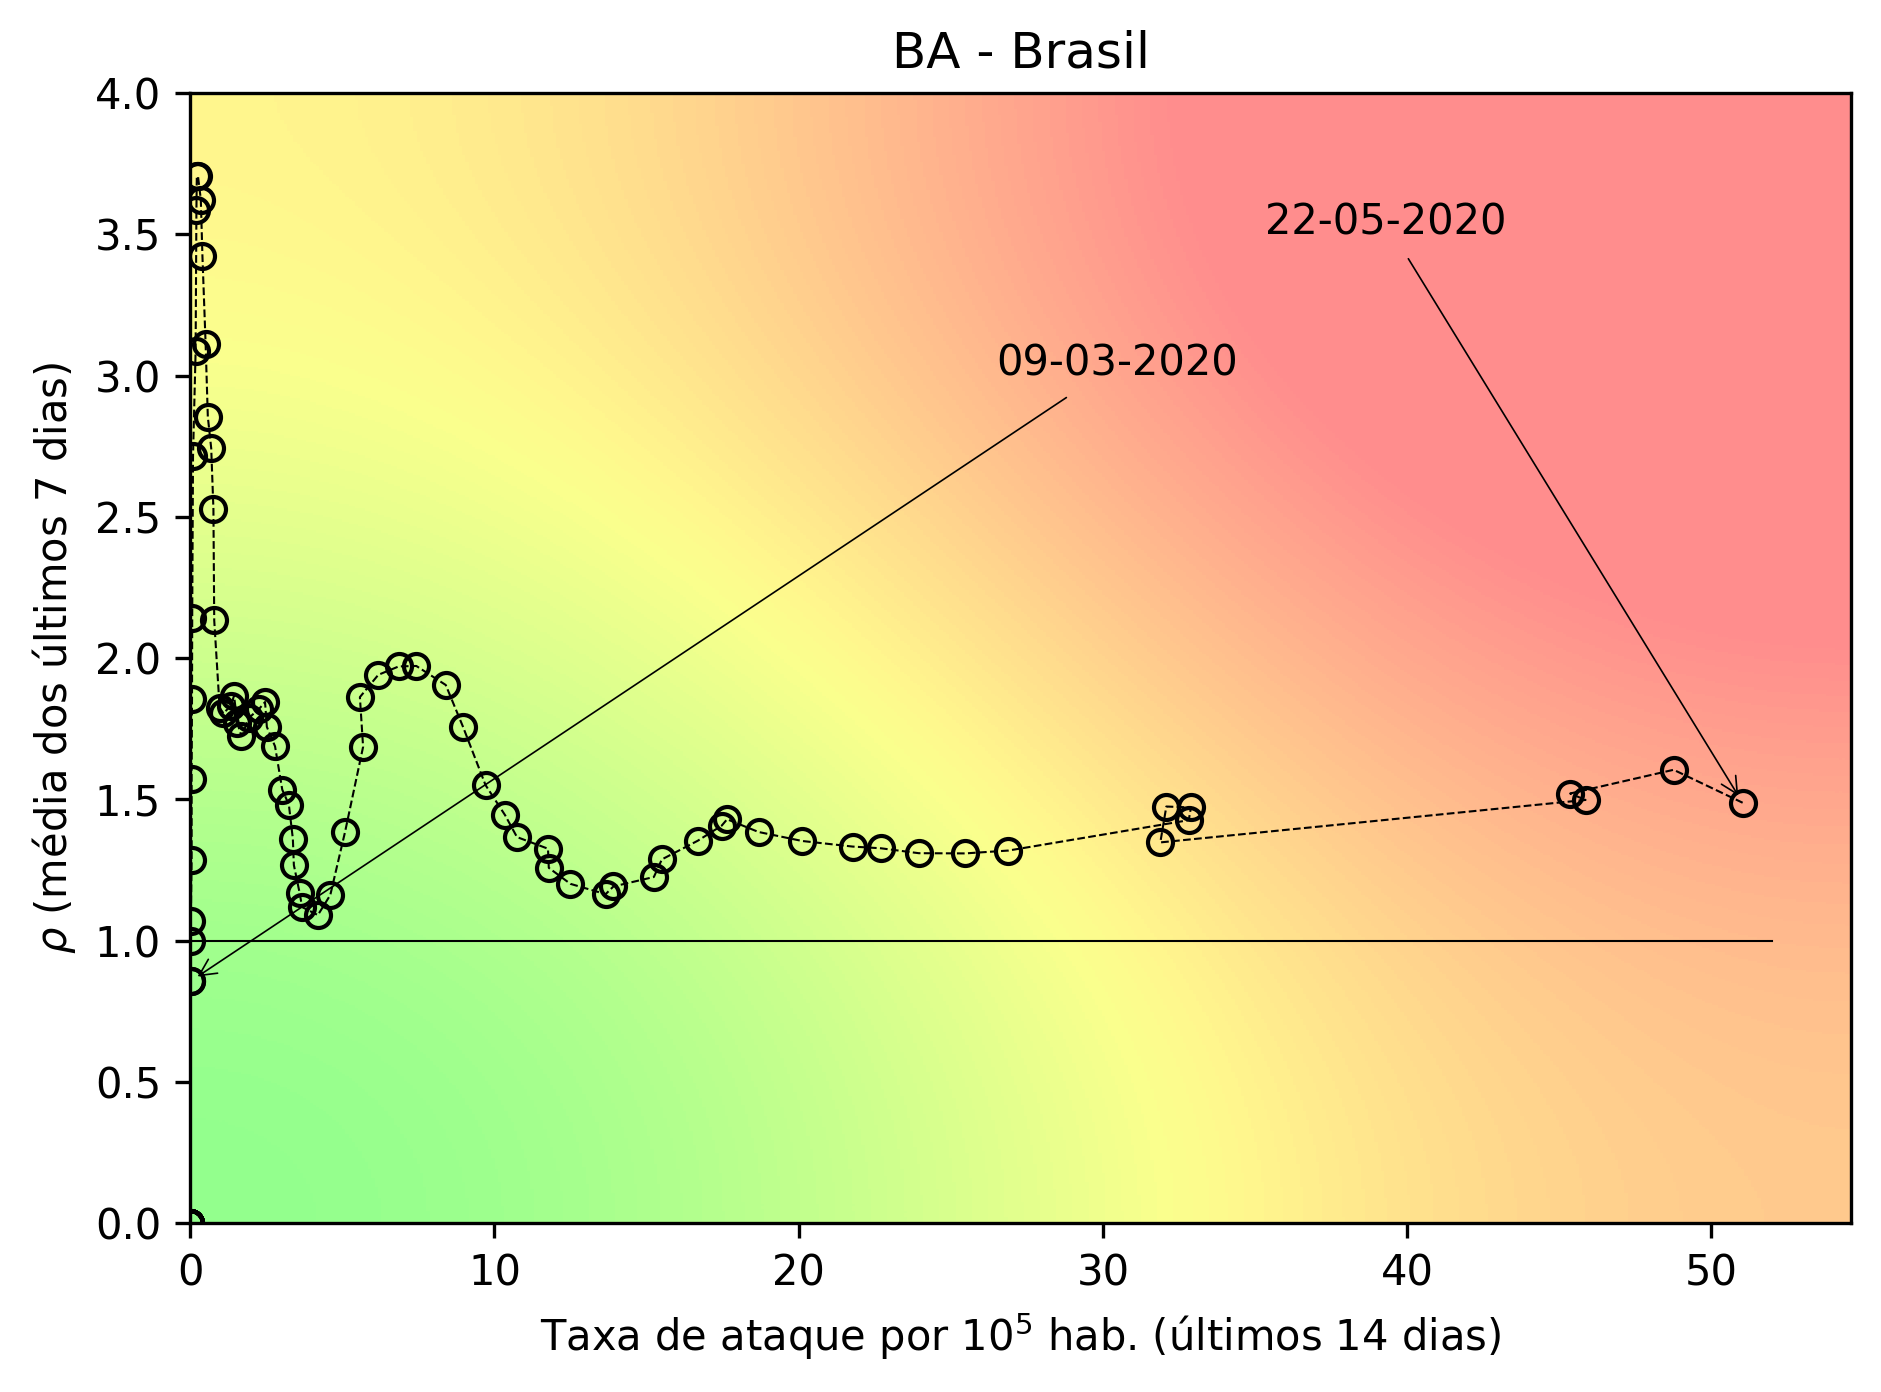 BA - Brasil
4.0
3.5
3.0
2.5
2.0
1.5
1.0
0.5
0.0
ρ (média dos últimos 7 dias)
22-05-2020
09-03-2020
0 10 20 30 40 50
Taxa de ataque por 10⁵ hab. (últimos 14 dias)